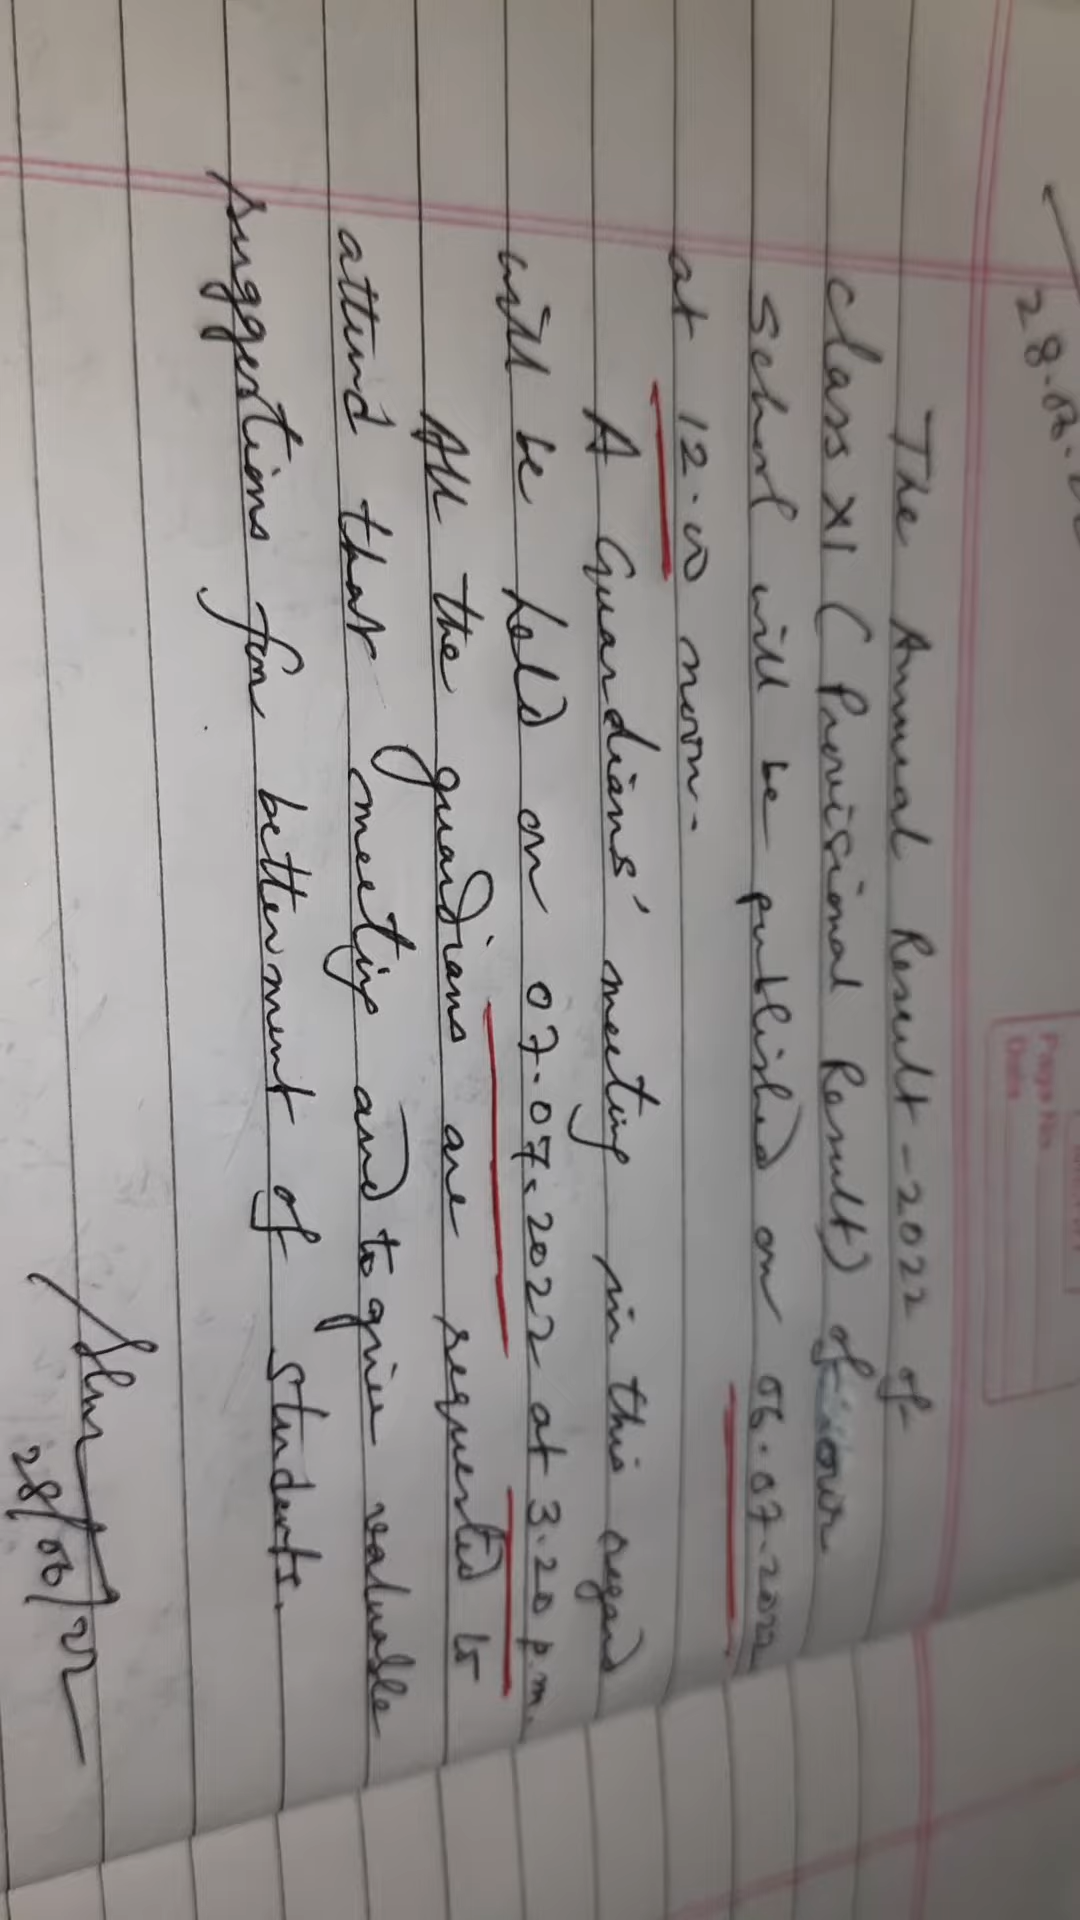 28.06.
Page No.
Date
The Annual Result - 2022 of
class XI (Provisional Result) of our
School will be published on 06.07.2022
at 12.00 noon.
A Guardians' meeting in this regard
will be held on 07.07.2022 at 3.20 p.m.
All the guardians are requested to
attend that meeting and to give valuable
suggestions for betterment of students.
28/06/22